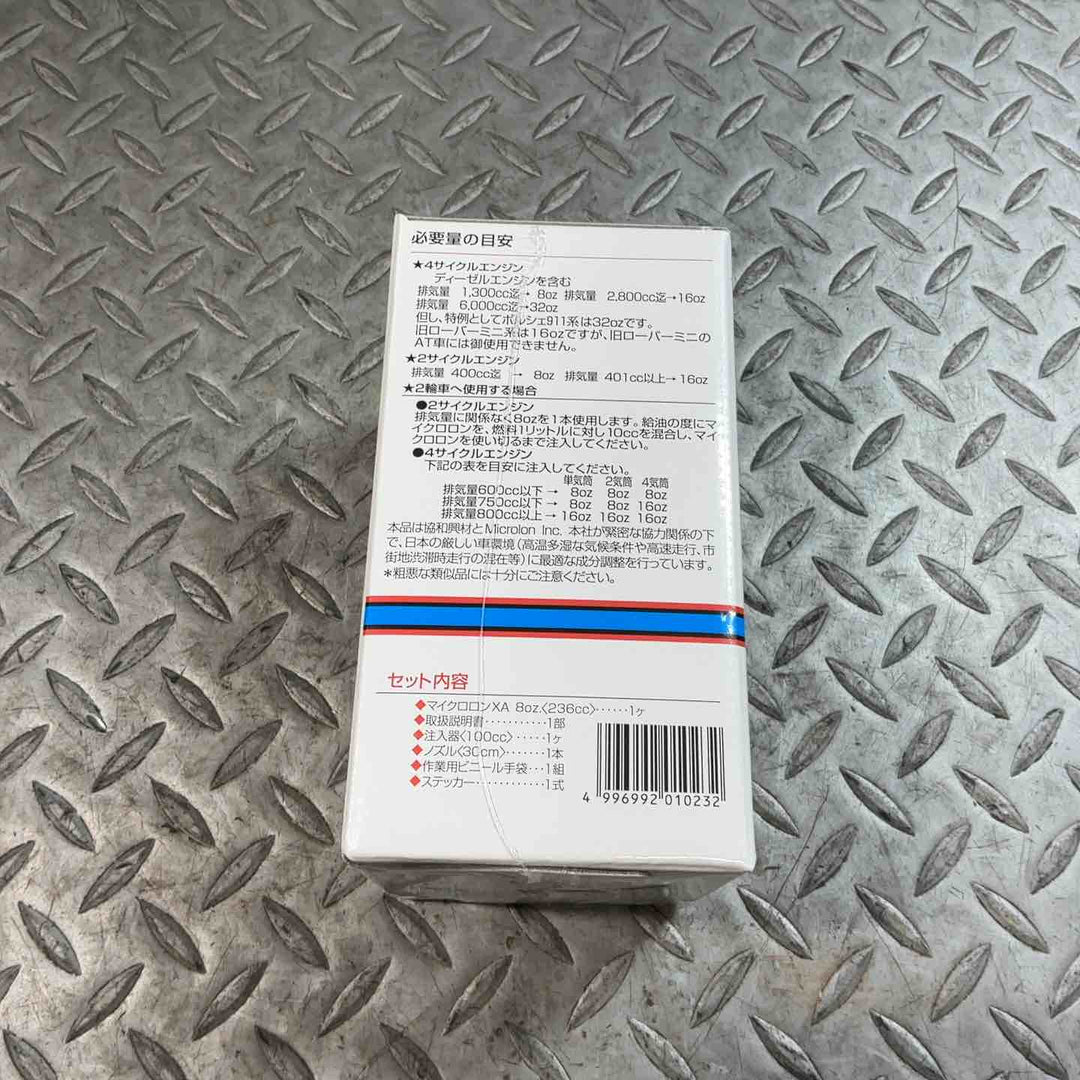 必要量の目安
★4サイクルエンジン
ディーゼルエンジンを含む
排気量 1,300cc迄→ 8oz 排気量 2,800cc迄→16oz
排気量 6,000cc迄→32oz
但し、特例としてポルシェ911系は32ozです。
旧ローバーミニ系は16ozですが、旧ローバーミニの
AT車には御使用できません。
★2サイクルエンジン
排気量 400cc迄 → 8oz 排気量 401cc以上→16oz
★2輪車へ使用する場合
●2サイクルエンジン
排気量に関係なく8ozを1本使用します。給油の度にマ
イクロロンを、燃料1リットルに対し10ccを混合し、マイ
クロロンを使い切るまで注入してください。
●4サイクルエンジン
下記の表を目安に注入してください。
単気筒 2気筒 4気筒
排気量600cc以下→ 8oz 8oz 8oz
排気量750cc以下→ 8oz 8oz 16oz
排気量800cc以上→16oz 16oz 16oz
本品は協和興材とMicrolon Inc. 本社が緊密な協力関係の下
で、日本の厳しい車環境(高温多湿な気候条件や高速走行、市
街地渋滞時走行の混在等)に最適な成分調整を行っています。
*粗悪な類似品には十分にご注意ください。
セット内容
◆マイクロロンXA 8oz.〈236cc〉······1ヶ
◆取扱説明書···········1部
◆注入器〈100cc〉·····1ヶ
◆ノズル〈30cm〉·······1本
◆作業用ビニール手袋···1組
◆ステッカー············1式
4 996992 010232